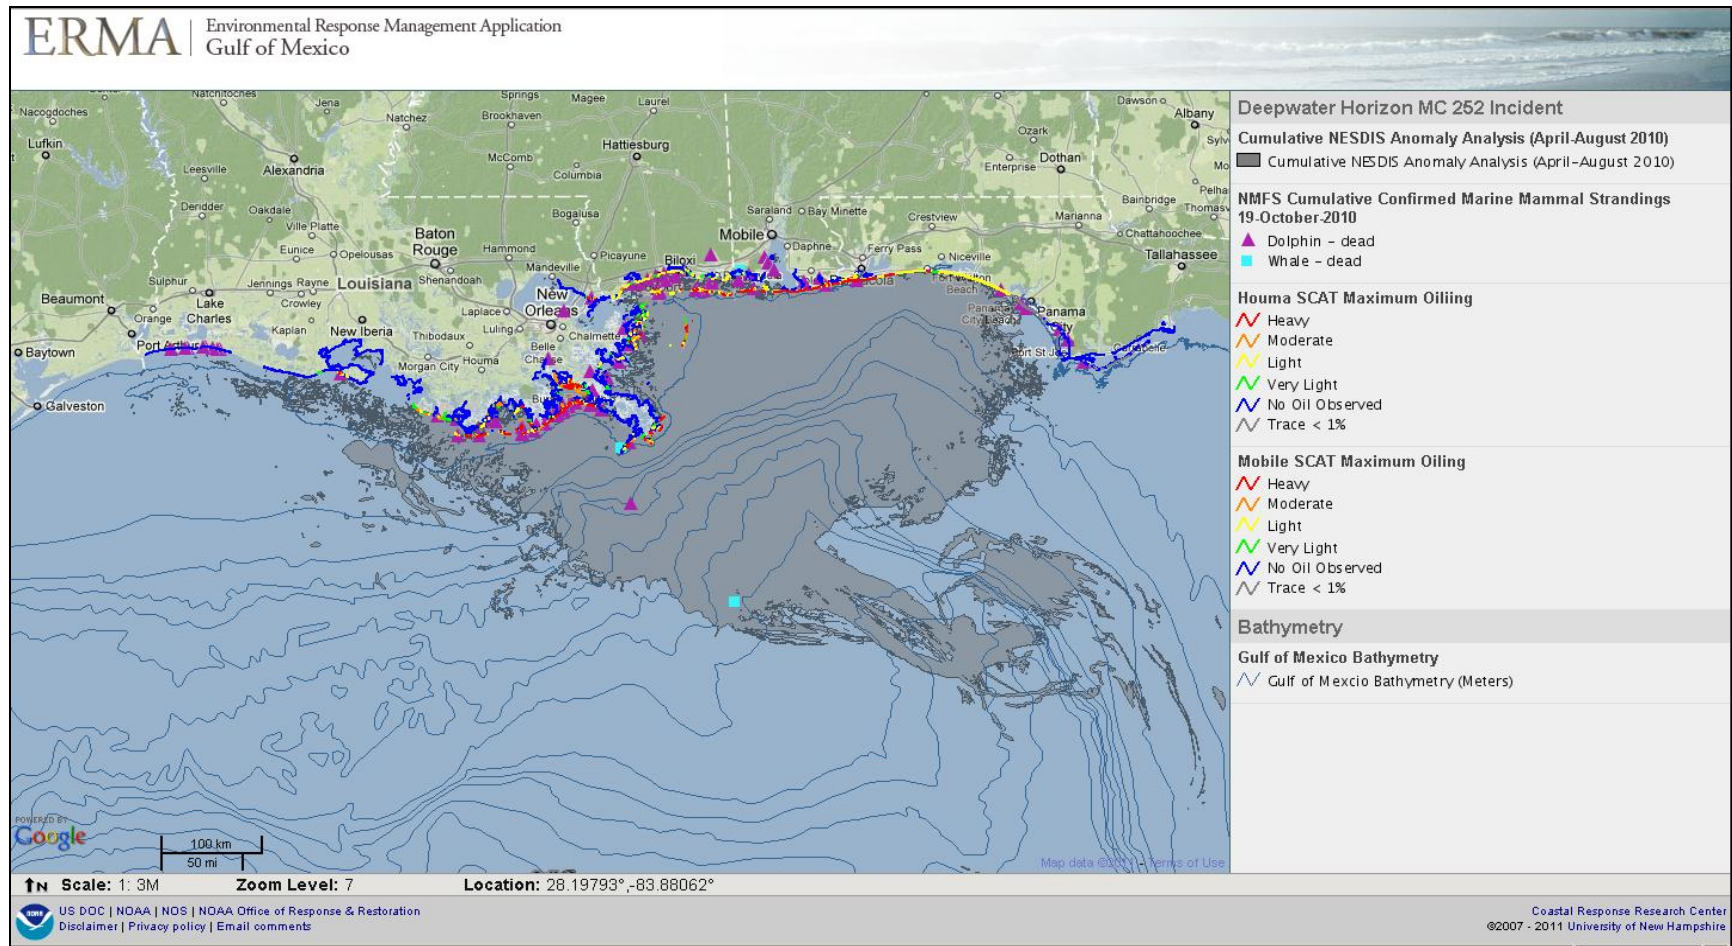 ERMA
Environmental Response Management Application
Gulf of Mexico
Natchitoches
Jena
Springs
Magee
Laurel
Dawson
Nacogdoches
Natchez
Brookhaven
Albany
Lufkin
Hattiesburg
Ozark
Leesville
Alexandria
McComb
Columbia
Enterprise
Dothan
Deridder
Oakdale
Bogalusa
Saraland
Bay Minette
Crestview
Marianna
Bainbridge
Ville Platte
Baton
Rouge
Mobile
Chattahoochee
Eunice
Opelousas
Hammond
Picayune
Biloxi
Daphne
Ferry Pass
Niceville
Tallahassee
Sulphur
Jennings
Rayne
Louisiana
Shenandoah
Mandeville
Beach
Beaumont
Lake
Charles
Crowley
New
Orleans
Laplace
Panama
City
Orange
Kaplan
New Iberia
Thibodaux
Luling
Chalmette
Baytown
Port Arthur
Morgan City
Houma
Belle
Chasse
Galveston
POWERED BY
Google
100 km
50 mi
Map data ©2011 - Terms of Use
Deepwater Horizon MC 252 Incident
Cumulative NESDIS Anomaly Analysis (April-August 2010)
Cumulative NESDIS Anomaly Analysis (April-August 2010)
NMFS Cumulative Confirmed Marine Mammal Strandings
19-October-2010
Dolphin - dead
Whale - dead
Houma SCAT Maximum Oiliing
Heavy
Moderate
Light
Very Light
No Oil Observed
Trace < 1%
Mobile SCAT Maximum Oiling
Heavy
Moderate
Light
Very Light
No Oil Observed
Trace < 1%
Bathymetry
Gulf of Mexico Bathymetry
Gulf of Mexcio Bathymetry (Meters)
N Scale: 1: 3M Zoom Level: 7 Location: 28.19793°,-83.88062°
US DOC | NOAA | NOS | NOAA Office of Response & Restoration
Disclaimer | Privacy policy | Email comments
Coastal Response Research Center
©2007 - 2011 University of New Hampshire